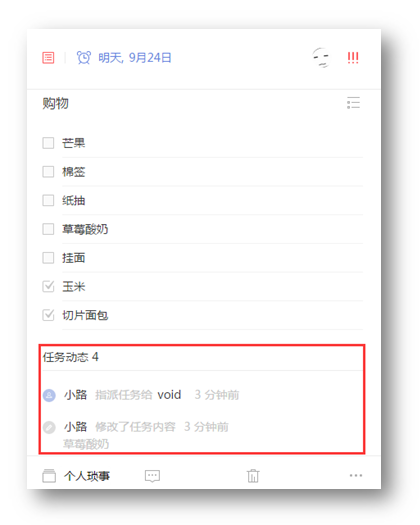 明天, 9月24日 !!!
购物
芒果
棉签
纸抽
草莓酸奶
挂面
玉米
切片面包
任务动态 4
小路 指派任务给 void 3 分钟前
小路 修改了任务内容 3 分钟前
草莓酸奶
个人琐事